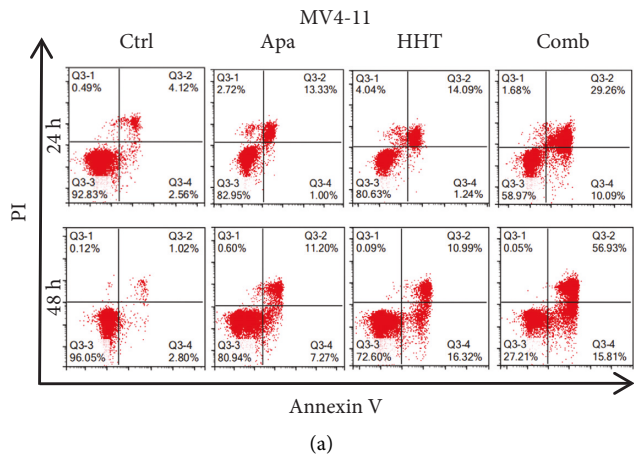 MV4-11
Ctrl Apa HHT Comb
24 h
Q3-1 Q3-2 Q3-1 Q3-2 Q3-1 Q3-2 Q3-1 Q3-2
0.49% 4.12% 2.72% 13.33% 4.04% 14.09% 1.68% 29.26%
Q3-3 Q3-4 Q3-3 Q3-4 Q3-3 Q3-4 Q3-3 Q3-4
92.83% 2.56% 82.95% 1.00% 80.63% 1.24% 58.97% 10.09%
PI
48 h
Q3-1 Q3-2 Q3-1 Q3-2 Q3-1 Q3-2 Q3-1 Q3-2
0.12% 1.02% 0.60% 11.20% 0.09% 10.99% 0.05% 56.93%
Q3-3 Q3-4 Q3-3 Q3-4 Q3-3 Q3-4 Q3-3 Q3-4
96.05% 2.80% 80.94% 7.27% 72.60% 16.32% 27.21% 15.81%
Annexin V
(a)